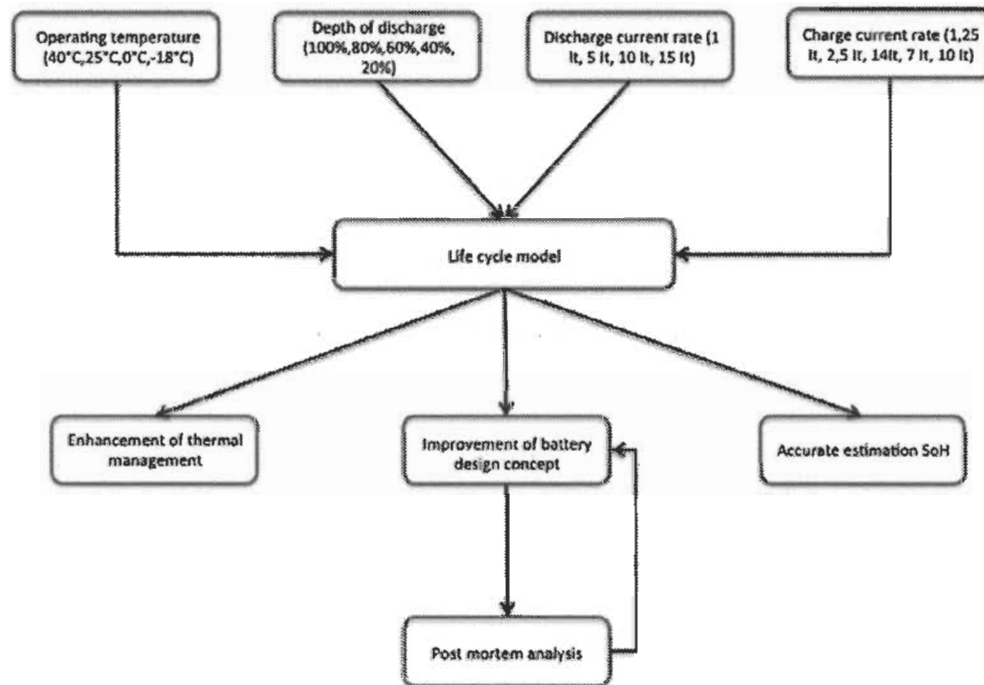 Operating temperature
(40°C,25°C,0°C,-18°C)
Depth of discharge
(100%,80%,60%,40%,
20%)
Discharge current rate (1
It, 5 It, 10 It, 15 It)
Charge current rate (1,25
It, 2,5 It, 14It, 7 It, 10 It)
Life cycle model
Enhancement of thermal
management
Improvement of battery
design concept
Accurate estimation SoH
Post mortem analysis